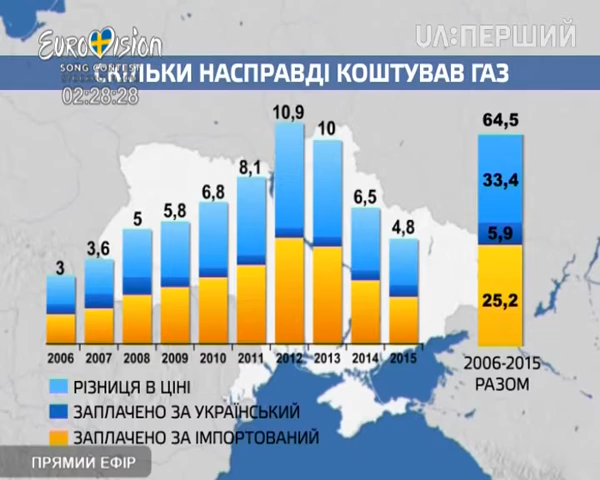 EUROVISION
SONG CONTEST
UA:ПЕРШИЙ
СКІЛЬКИ НАСПРАВДІ КОШТУВАВ ГАЗ
02:28:28
10,9
10
64,5
8,1
6,8
6,5
5,8
5
4,8
3,6
3
33,4
5,9
25,2
2006 2007 2008 2009 2010 2011 2012 2013 2014 2015
2006-2015
РАЗОМ
РІЗНИЦЯ В ЦІНІ
ЗАПЛАЧЕНО ЗА УКРАЇНСЬКИЙ
ЗАПЛАЧЕНО ЗА ІМПОРТОВАНИЙ
ПРЯМИЙ ЕФІР